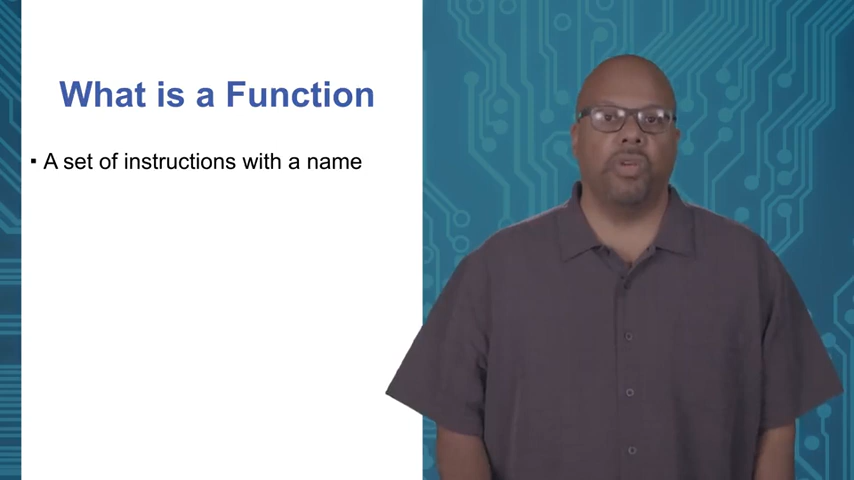 What is a Function
▪ A set of instructions with a name